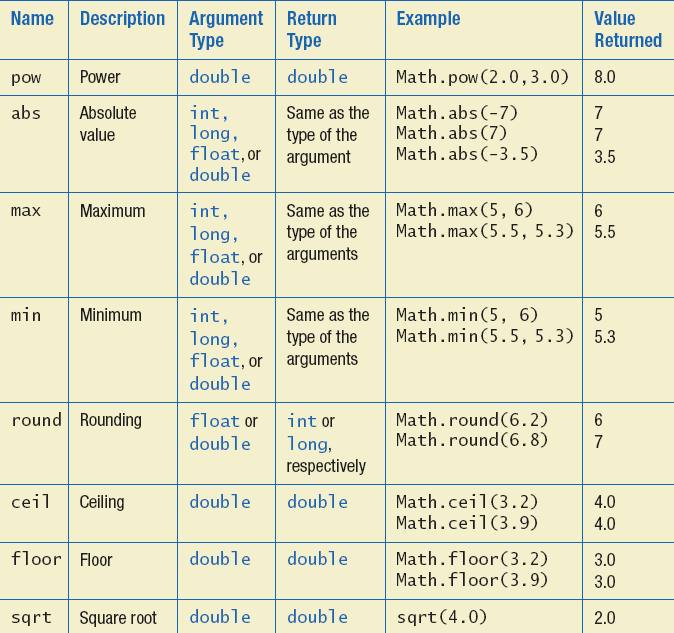 Name Description Argument Type Return Type Example Value Returned
pow Power double double Math.pow(2.0,3.0) 8.0
abs Absolute value int, long, float, or double Same as the type of the argument Math.abs(-7) 7
Math.abs(7) 7
Math.abs(-3.5) 3.5
max Maximum int, long, float, or double Same as the type of the arguments Math.max(5, 6) 6
Math.max(5.5, 5.3) 5.5
min Minimum int, long, float, or double Same as the type of the arguments Math.min(5, 6) 5
Math.min(5.5, 5.3) 5.3
round Rounding float or double int or long, respectively Math.round(6.2) 6
Math.round(6.8) 7
ceil Ceiling double double Math.ceil(3.2) 4.0
Math.ceil(3.9) 4.0
floor Floor double double Math.floor(3.2) 3.0
Math.floor(3.9) 3.0
sqrt Square root double double sqrt(4.0) 2.0